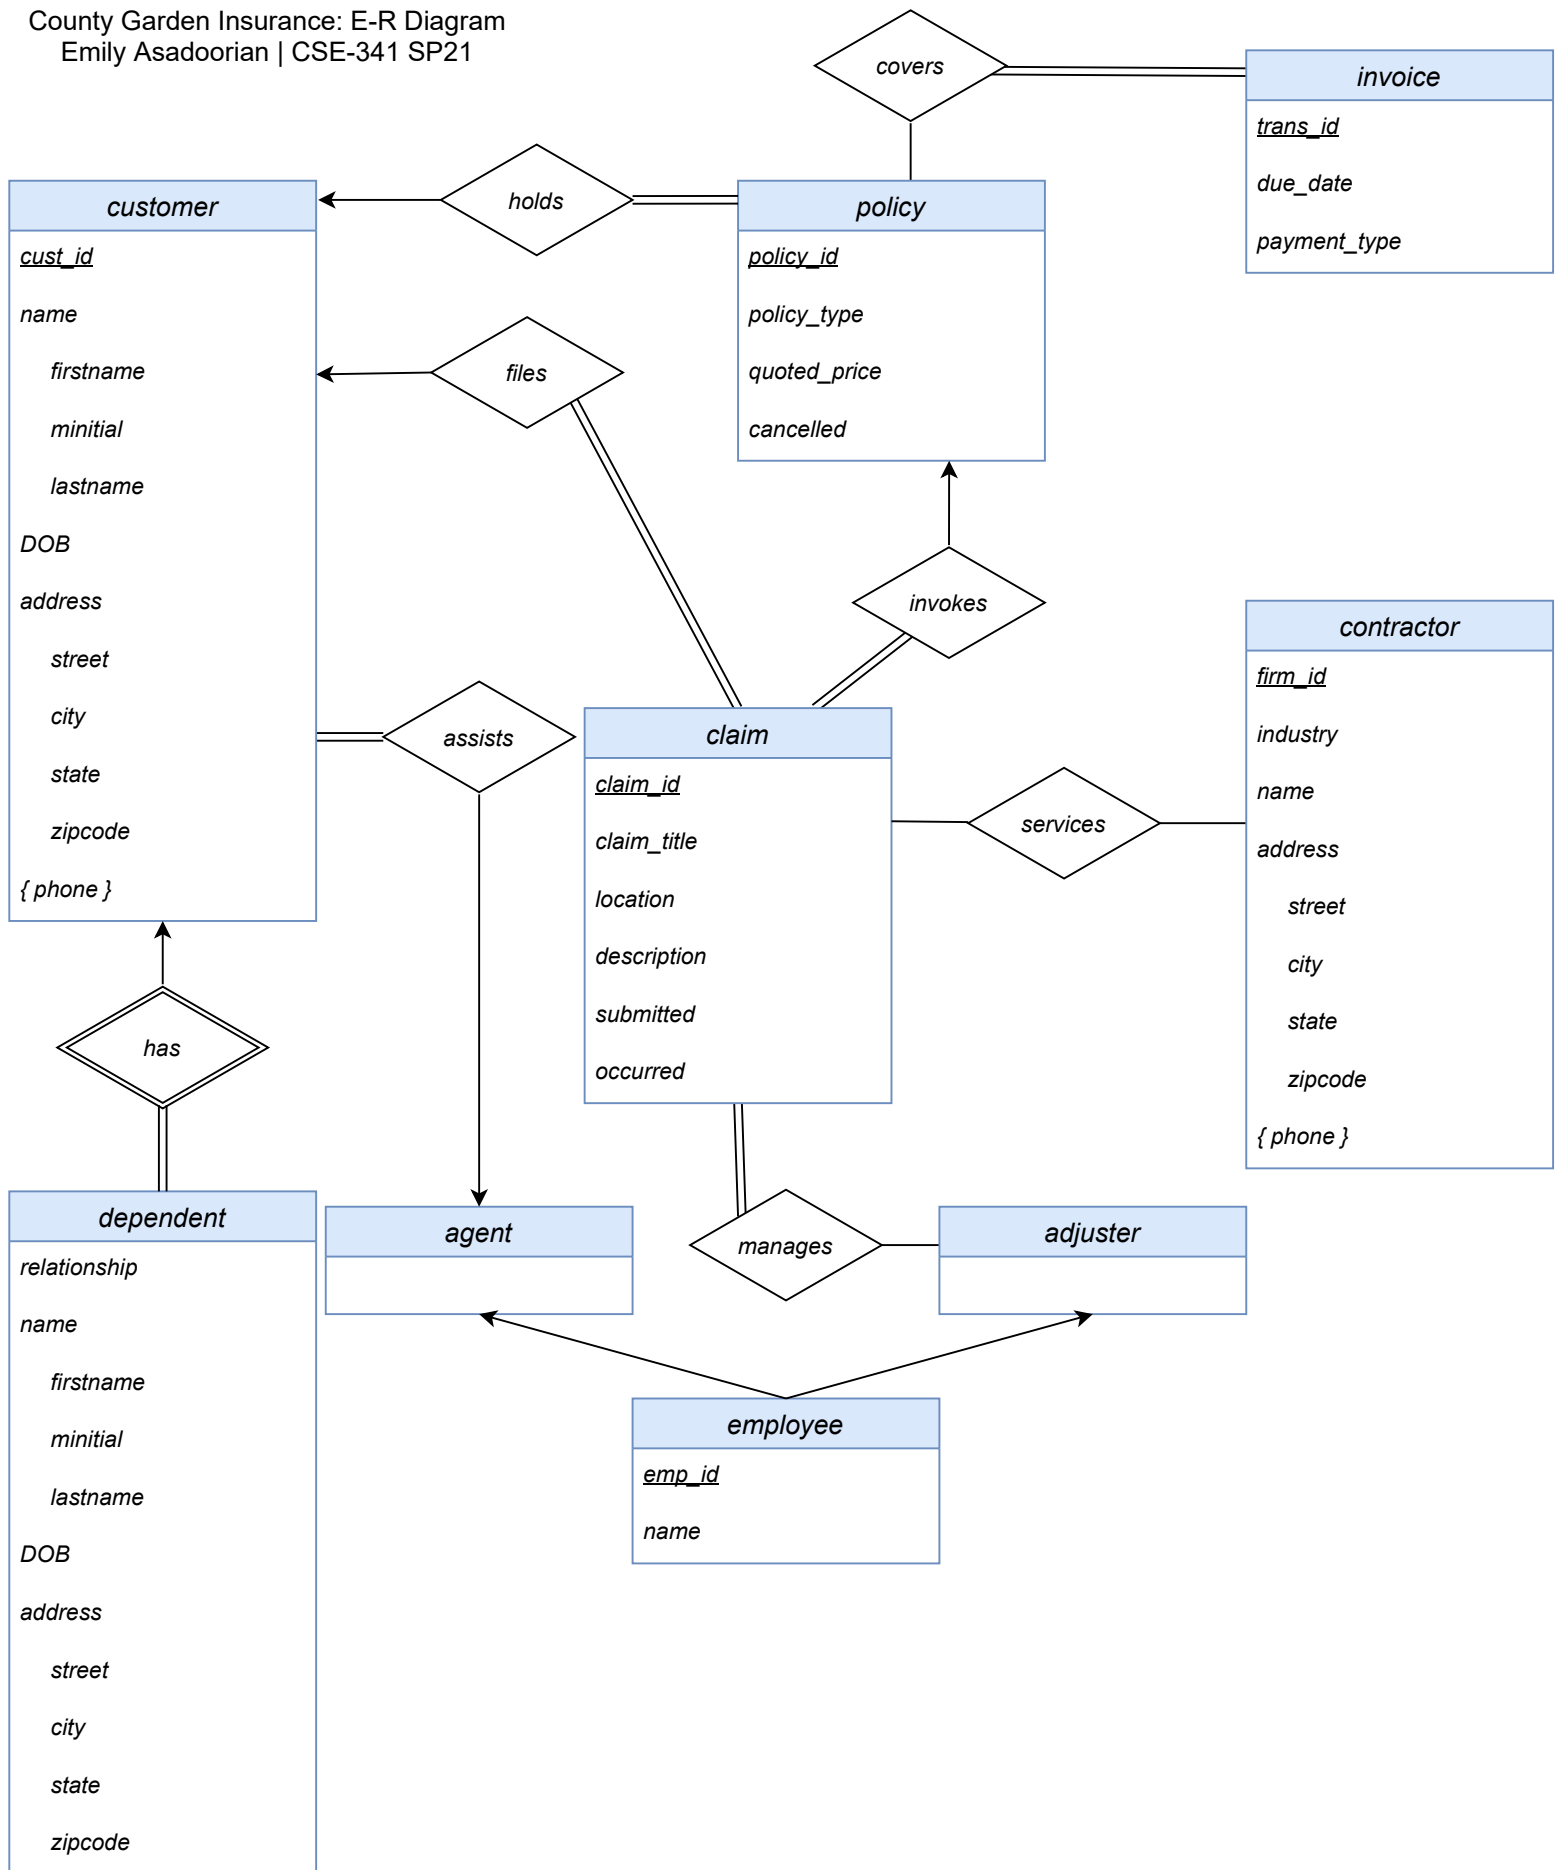 County Garden Insurance: E-R Diagram
Emily Asadoorian | CSE-341 SP21
covers
invoice
trans_id
due_date
payment_type
holds
customer
cust_id
name
firstname
minitial
lastname
DOB
address
street
city
state
zipcode
{ phone }
policy
policy_id
policy_type
quoted_price
cancelled
files
invokes
assists
claim
claim_id
claim_title
location
description
submitted
occurred
services
contractor
firm_id
industry
name
address
street
city
state
zipcode
{ phone }
has
dependent
relationship
name
firstname
minitial
lastname
DOB
address
street
city
state
zipcode
agent
manages
adjuster
employee
emp_id
name